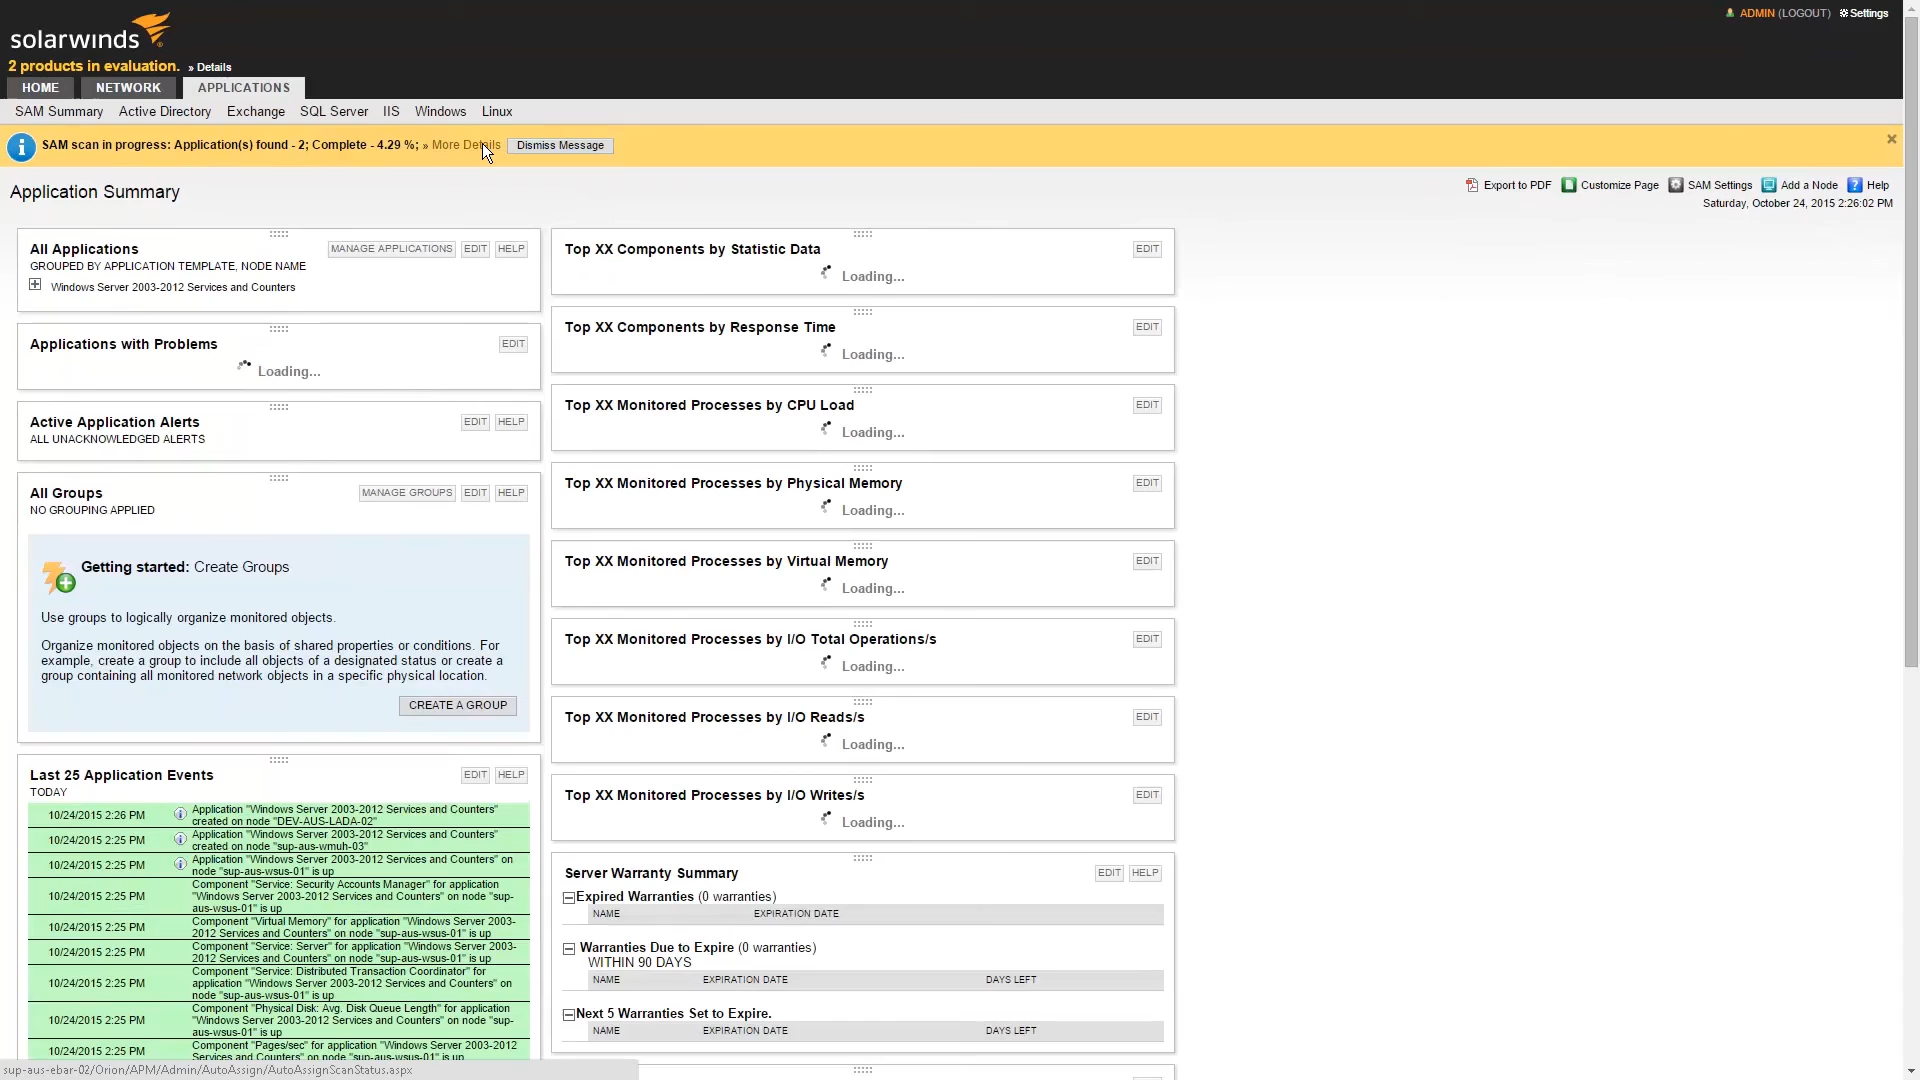 solarwinds
ADMIN (LOGOUT) Settings
2 products in evaluation. » Details
HOME NETWORK APPLICATIONS
SAM Summary Active Directory Exchange SQL Server IIS Windows Linux
SAM scan in progress: Application(s) found - 2; Complete - 4.29 %; » More Details Dismiss Message
Application Summary
Export to PDF Customize Page SAM Settings Add a Node Help
Saturday, October 24, 2015 2:26:02 PM
All Applications MANAGE APPLICATIONS EDIT HELP
GROUPED BY APPLICATION TEMPLATE, NODE NAME
Windows Server 2003-2012 Services and Counters
Applications with Problems EDIT
Loading...
Active Application Alerts EDIT HELP
ALL UNACKNOWLEDGED ALERTS
All Groups MANAGE GROUPS EDIT HELP
NO GROUPING APPLIED
Getting started: Create Groups
Use groups to logically organize monitored objects.
Organize monitored objects on the basis of shared properties or conditions. For
example, create a group to include all objects of a designated status or create a
group containing all monitored network objects in a specific physical location.
CREATE A GROUP
Last 25 Application Events EDIT HELP
TODAY
10/24/2015 2:26 PM Application "Windows Server 2003-2012 Services and Counters"
created on node "DEV-AUS-LADA-02"
10/24/2015 2:25 PM Application "Windows Server 2003-2012 Services and Counters"
created on node "sup-aus-wmuh-03"
10/24/2015 2:25 PM Application "Windows Server 2003-2012 Services and Counters" on
node "sup-aus-wsus-01" is up
10/24/2015 2:25 PM Component "Service: Security Accounts Manager" for application
"Windows Server 2003-2012 Services and Counters" on node "sup-
aus-wsus-01" is up
10/24/2015 2:25 PM Component "Virtual Memory" for application "Windows Server 2003-
2012 Services and Counters" on node "sup-aus-wsus-01" is up
10/24/2015 2:25 PM Component "Service: Server" for application "Windows Server 2003-
2012 Services and Counters" on node "sup-aus-wsus-01" is up
10/24/2015 2:25 PM Component "Service: Distributed Transaction Coordinator" for
application "Windows Server 2003-2012 Services and Counters" on
node "sup-aus-wsus-01" is up
10/24/2015 2:25 PM Component "Physical Disk: Avg. Disk Queue Length" for application
"Windows Server 2003-2012 Services and Counters" on node "sup-
aus-wsus-01" is up
10/24/2015 2:25 PM Component "Pages/sec" for application "Windows Server 2003-2012
Services and Counters" on node "sup-aus-wsus-01" is up
Top XX Components by Statistic Data EDIT
Loading...
Top XX Components by Response Time EDIT
Loading...
Top XX Monitored Processes by CPU Load EDIT
Loading...
Top XX Monitored Processes by Physical Memory EDIT
Loading...
Top XX Monitored Processes by Virtual Memory EDIT
Loading...
Top XX Monitored Processes by I/O Total Operations/s EDIT
Loading...
Top XX Monitored Processes by I/O Reads/s EDIT
Loading...
Top XX Monitored Processes by I/O Writes/s EDIT
Loading...
Server Warranty Summary EDIT HELP
Expired Warranties (0 warranties)
NAME EXPIRATION DATE
Warranties Due to Expire (0 warranties)
WITHIN 90 DAYS
NAME EXPIRATION DATE DAYS LEFT
Next 5 Warranties Set to Expire.
NAME EXPIRATION DATE DAYS LEFT
sup-aus-ebar-02/Orion/APM/Admin/AutoAssign/AutoAssignScanStatus.aspx